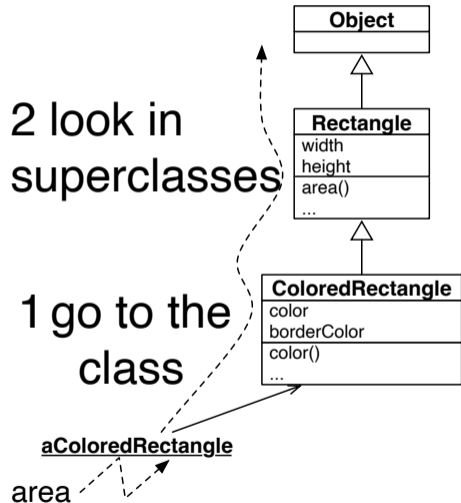 Object
2 look in
superclasses
Rectangle
width
height
area()
...
1 go to the
class
ColoredRectangle
color
borderColor
color()
...
aColoredRectangle
area